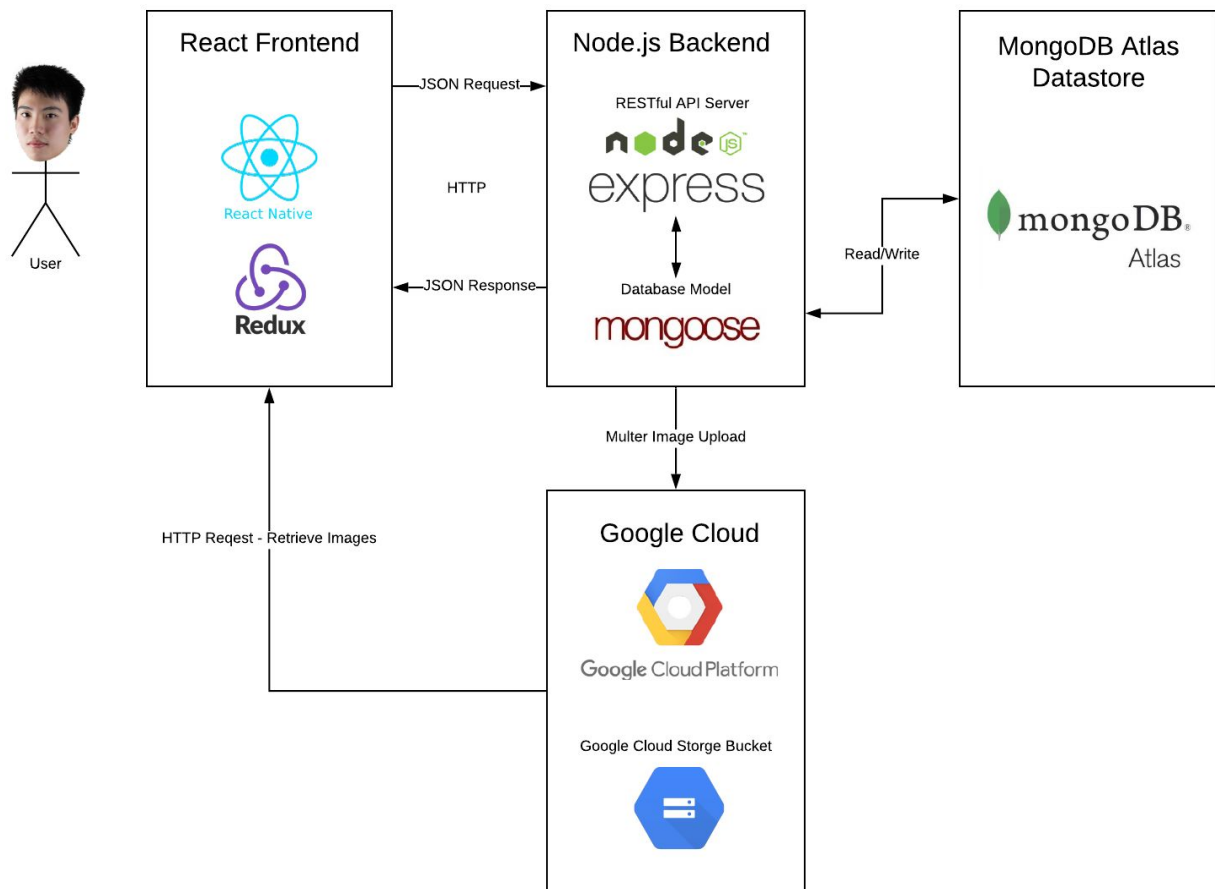 React Frontend
React Native
Redux
User
JSON Request
HTTP
JSON Response
Node.js Backend
RESTful API Server
node JS™
express
Database Model
mongoose
Read/Write
MongoDB Atlas
Datastore
mongoDB®
Atlas
Multer Image Upload
HTTP Reqest - Retrieve Images
Google Cloud
Google Cloud Platform
Google Cloud Storge Bucket